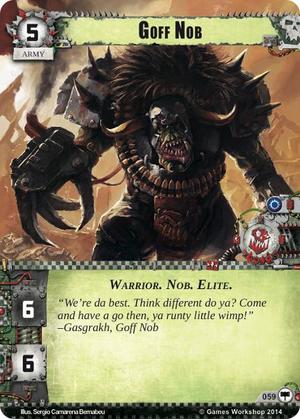 5
GOFF NOB
ARMY
WARRIOR. NOB. ELITE.
6
“We’re da best. Think different do ya? Come
and have a go then, ya runty little wimp!”
–Gasgrakh, Goff Nob
6
059
Illus. Sergio Camarena Bernabeu
© Games Workshop 2014